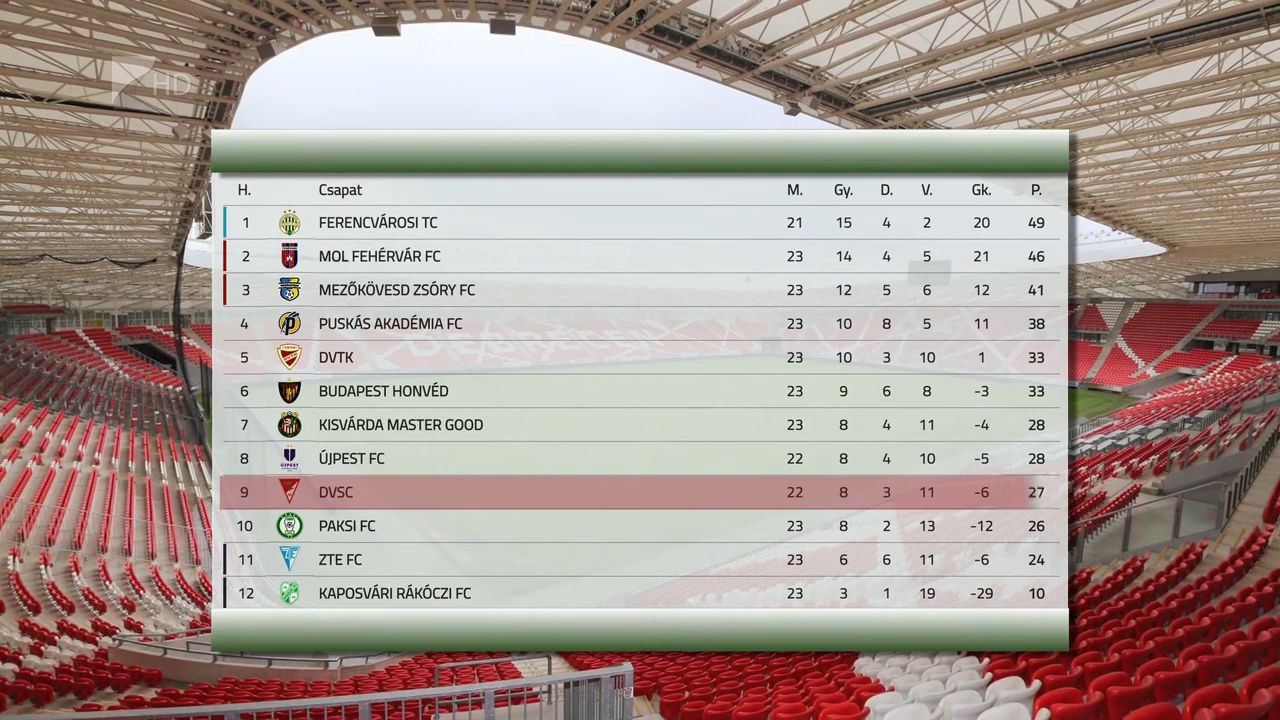 HD
H. Csapat M. Gy. D. V. Gk. P.
1 FERENCVÁROSI TC 21 15 4 2 20 49
2 MOL FEHÉRVÁR FC 23 14 4 5 21 46
3 MEZŐKÖVESD ZSÓRY FC 23 12 5 6 12 41
4 PUSKÁS AKADÉMIA FC 23 10 8 5 11 38
5 DVTK 23 10 3 10 1 33
6 BUDAPEST HONVÉD 23 9 6 8 -3 33
7 KISVÁRDA MASTER GOOD 23 8 4 11 -4 28
8 ÚJPEST FC 22 8 4 10 -5 28
9 DVSC 22 8 3 11 -6 27
10 PAKSI FC 23 8 2 13 -12 26
11 ZTE FC 23 6 6 11 -6 24
12 KAPOSVÁRI RÁKÓCZI FC 23 3 1 19 -29 10